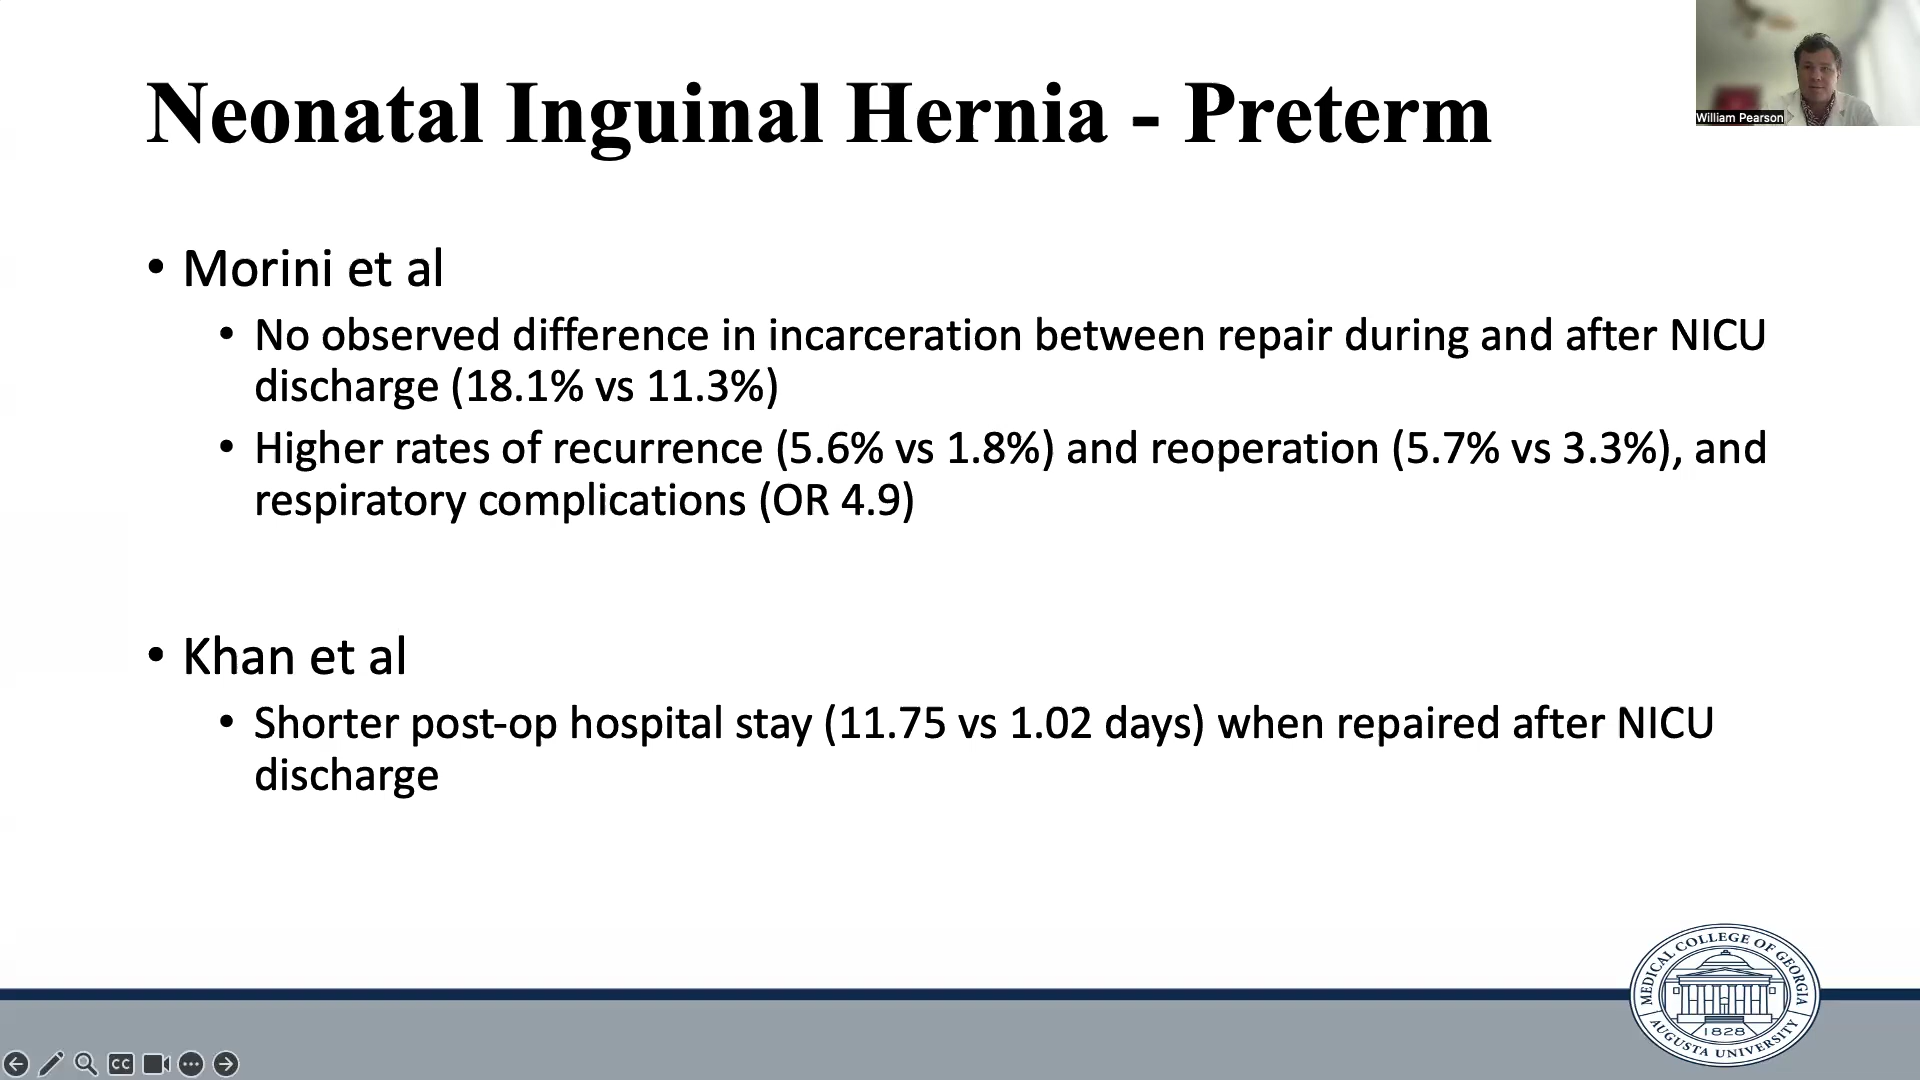 Neonatal Inguinal Hernia - Preterm
William Pearson
• Morini et al
• No observed difference in incarceration between repair during and after NICU
discharge (18.1% vs 11.3%)
• Higher rates of recurrence (5.6% vs 1.8%) and reoperation (5.7% vs 3.3%), and
respiratory complications (OR 4.9)
• Khan et al
• Shorter post-op hospital stay (11.75 vs 1.02 days) when repaired after NICU
discharge
MEDICAL COLLEGE OF GEORGIA
1828
AUGUSTA UNIVERSITY
CC